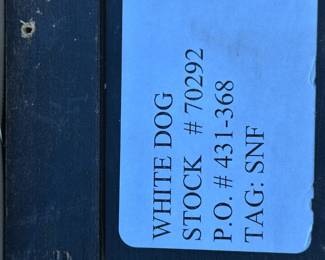 WHITE DOG
STOCK # 70292
P.O. # 431-368
TAG: SNF